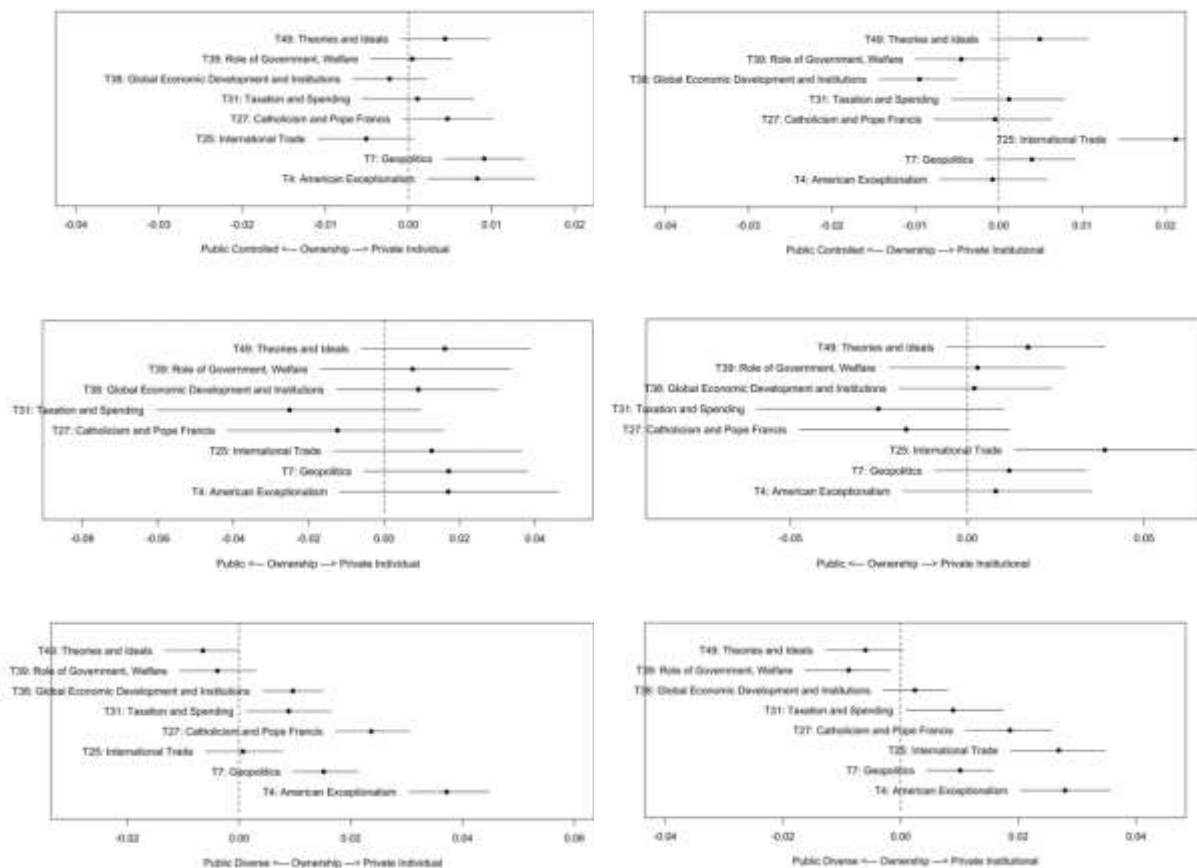 T49: Theories and Ideals
T39: Role of Government, Welfare
T38: Global Economic Development and Institutions
T31: Taxation and Spending
T27: Catholicism and Pope Francis
T25: International Trade
T7: Geopolitics
T4: American Exceptionalism
-0.04 -0.03 -0.02 -0.01 0.00 0.01 0.02
Public Controlled <--- Ownership ---> Private Individual
T49: Theories and Ideals
T39: Role of Government, Welfare
T38: Global Economic Development and Institutions
T31: Taxation and Spending
T27: Catholicism and Pope Francis
T25: International Trade
T7: Geopolitics
T4: American Exceptionalism
-0.04 -0.03 -0.02 -0.01 0.00 0.01 0.02
Public Controlled <--- Ownership ---> Private Institutional
T49: Theories and Ideals
T39: Role of Government, Welfare
T38: Global Economic Development and Institutions
T31: Taxation and Spending
T27: Catholicism and Pope Francis
T25: International Trade
T7: Geopolitics
T4: American Exceptionalism
-0.08 -0.06 -0.04 -0.02 0.00 0.02 0.04
Public <--- Ownership ---> Private Individual
T49: Theories and Ideals
T39: Role of Government, Welfare
T38: Global Economic Development and Institutions
T31: Taxation and Spending
T27: Catholicism and Pope Francis
T25: International Trade
T7: Geopolitics
T4: American Exceptionalism
-0.05 0.00 0.05
Public <--- Ownership ---> Private Institutional
T49: Theories and Ideals
T39: Role of Government, Welfare
T38: Global Economic Development and Institutions
T31: Taxation and Spending
T27: Catholicism and Pope Francis
T25: International Trade
T7: Geopolitics
T4: American Exceptionalism
-0.02 0.00 0.02 0.04 0.06
Public Diverse <--- Ownership ---> Private Individual
T49: Theories and Ideals
T39: Role of Government, Welfare
T38: Global Economic Development and Institutions
T31: Taxation and Spending
T27: Catholicism and Pope Francis
T25: International Trade
T7: Geopolitics
T4: American Exceptionalism
-0.04 -0.02 0.00 0.02 0.04
Public Diverse <--- Ownership ---> Private Institutional